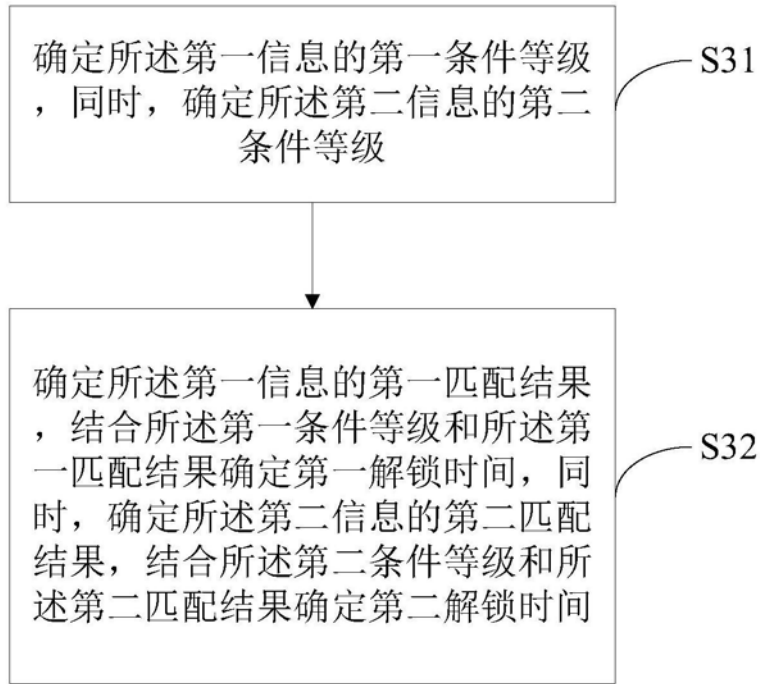 确定所述第一信息的第一条件等级
，同时，确定所述第二信息的第二
条件等级
S31
确定所述第一信息的第一匹配结果
，结合所述第一条件等级和所述第
一匹配结果确定第一解锁时间，同
时，确定所述第二信息的第二匹配
结果，结合所述第二条件等级和所
述第二匹配结果确定第二解锁时间
S32